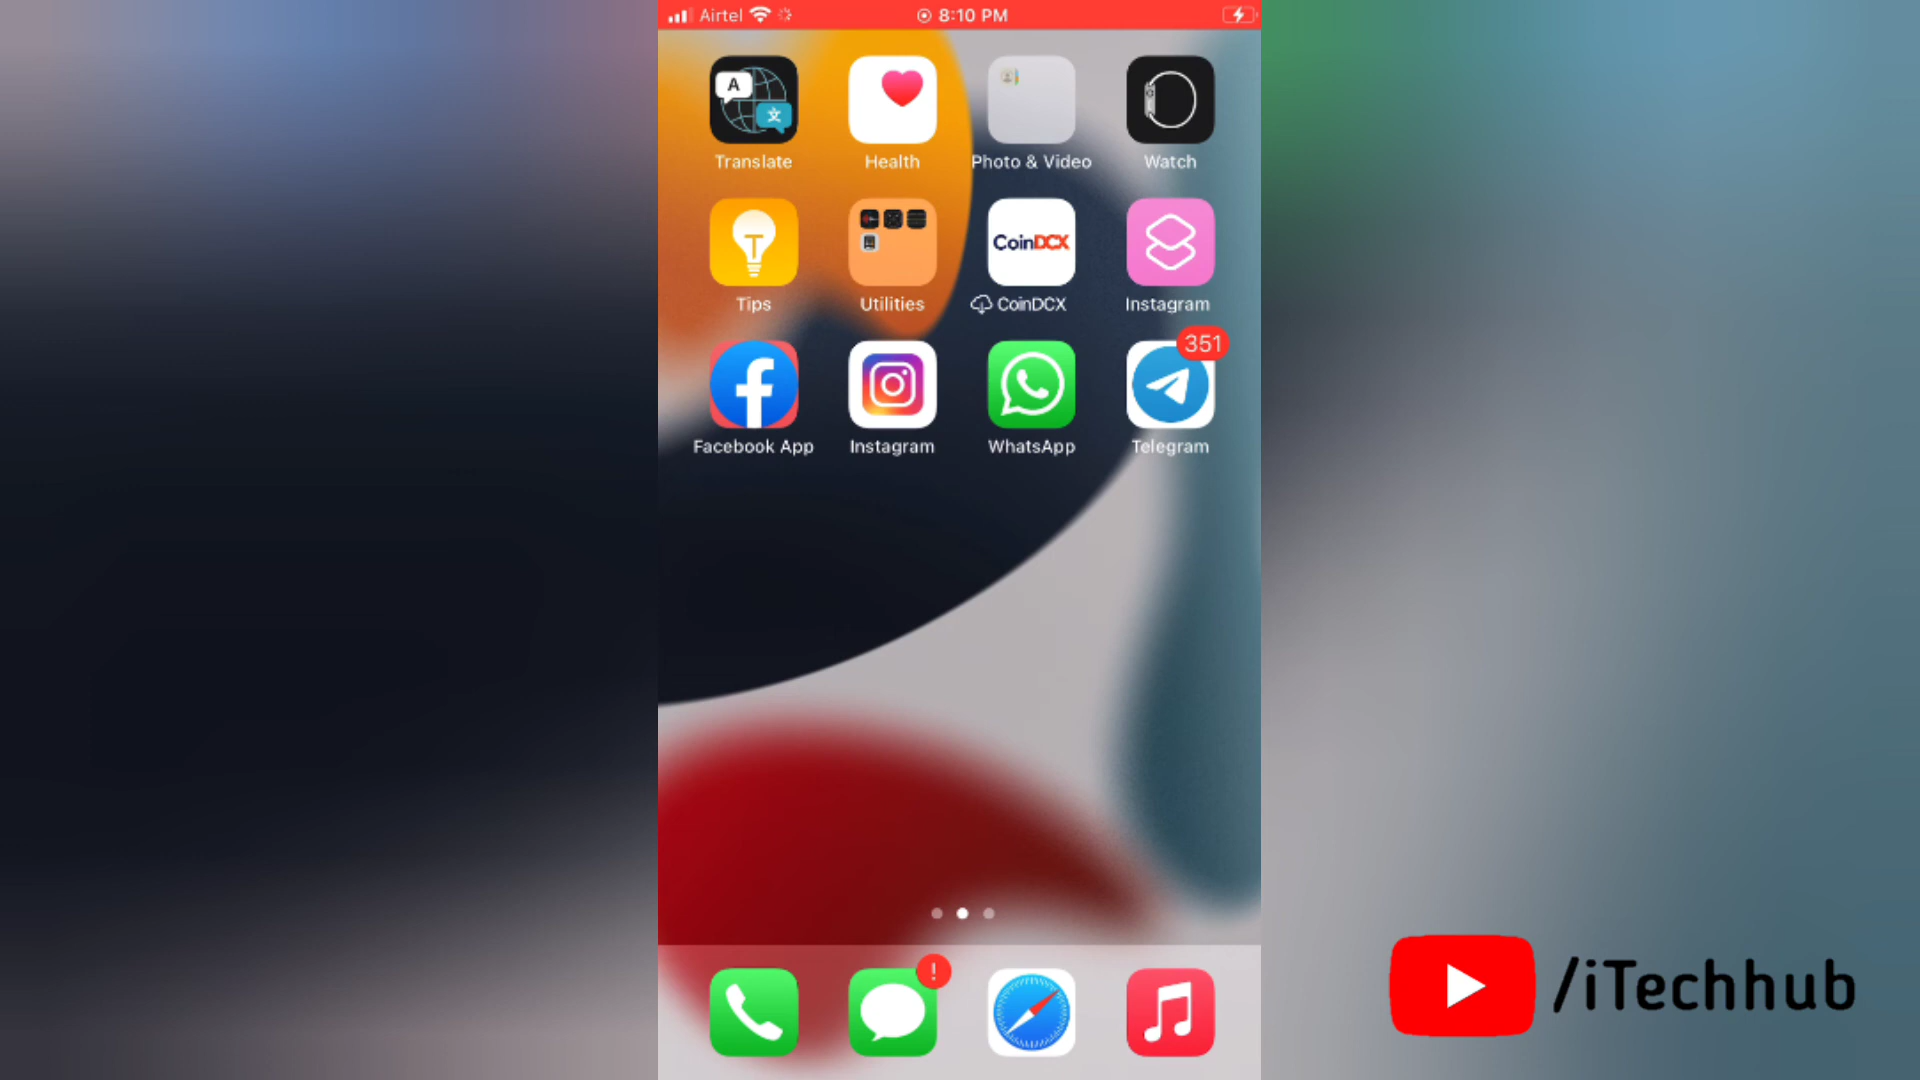 Airtel 8:10 PM
A 文
Translate Health Photo & Video Watch
CoinDCX
Tips Utilities CoinDCX Instagram
351
Facebook App Instagram WhatsApp Telegram
!
/iTechhub